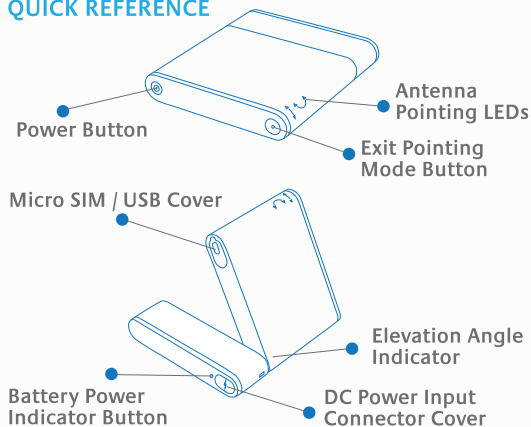 QUICK REFERENCE
Antenna
Pointing LEDs
Power Button
Exit Pointing
Mode Button
Micro SIM / USB Cover
Elevation Angle
Indicator
Battery Power
Indicator Button
DC Power Input
Connector Cover